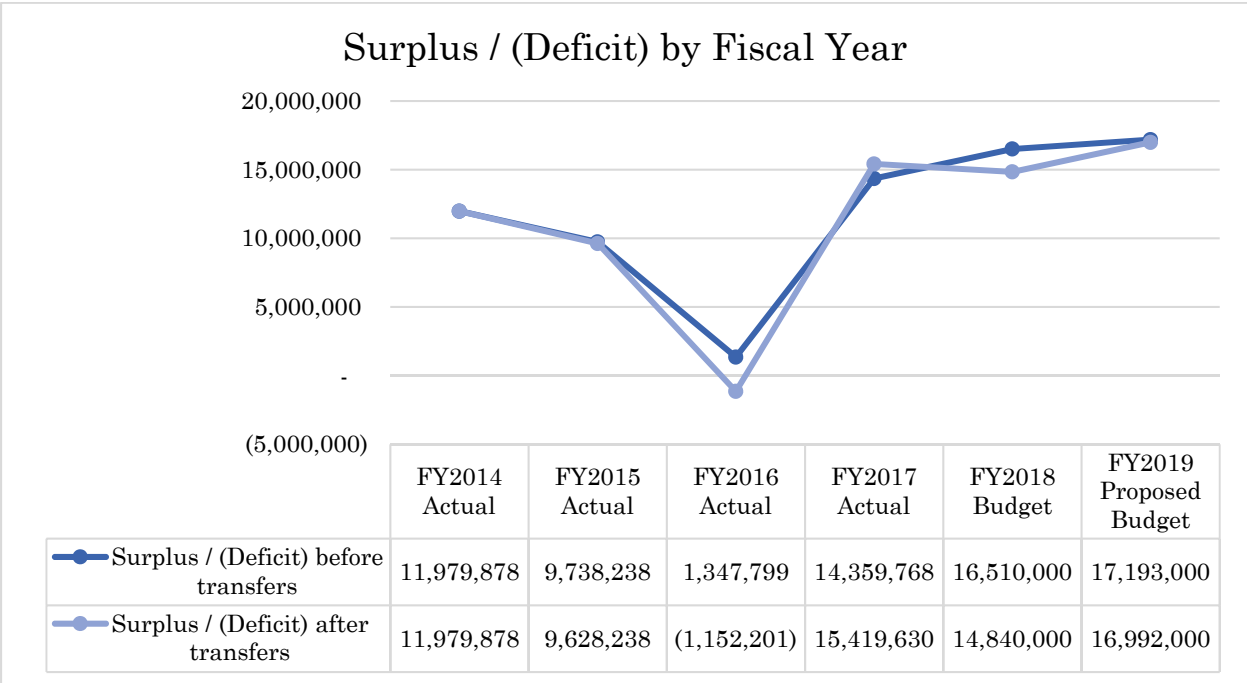 Surplus / (Deficit) by Fiscal Year
20,000,000
15,000,000
10,000,000
5,000,000
-
(5,000,000)
FY2014 Actual
FY2015 Actual
FY2016 Actual
FY2017 Actual
FY2018 Budget
FY2019 Proposed Budget
Surplus / (Deficit) before transfers 11,979,878 9,738,238 1,347,799 14,359,768 16,510,000 17,193,000
Surplus / (Deficit) after transfers 11,979,878 9,628,238 (1,152,201) 15,419,630 14,840,000 16,992,000